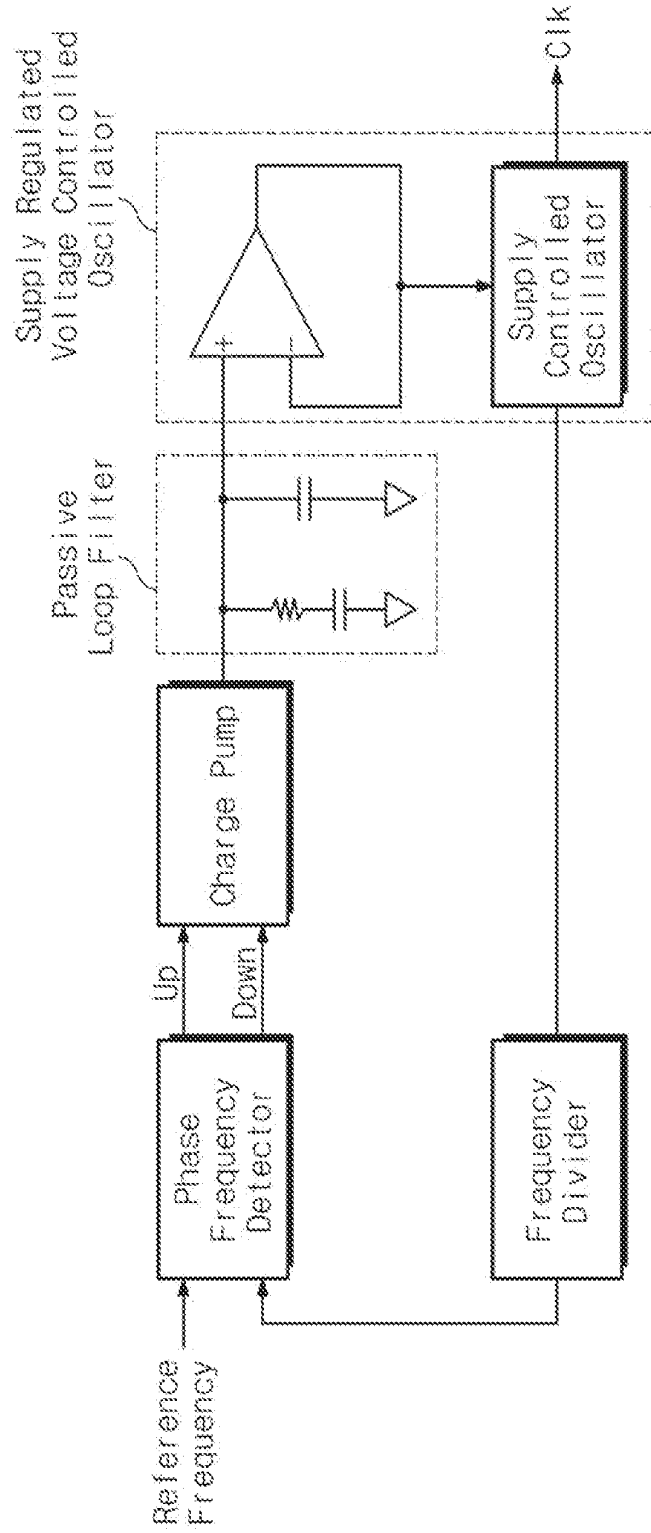 Reference
Frequency
Phase
Frequency
Detector
Up
Down
Charge Pump
Passive
Loop Filter
Supply Regulated
Voltage Controlled
Oscillator
+
−
Supply
Controlled
Oscillator
Clk
Frequency
Divider